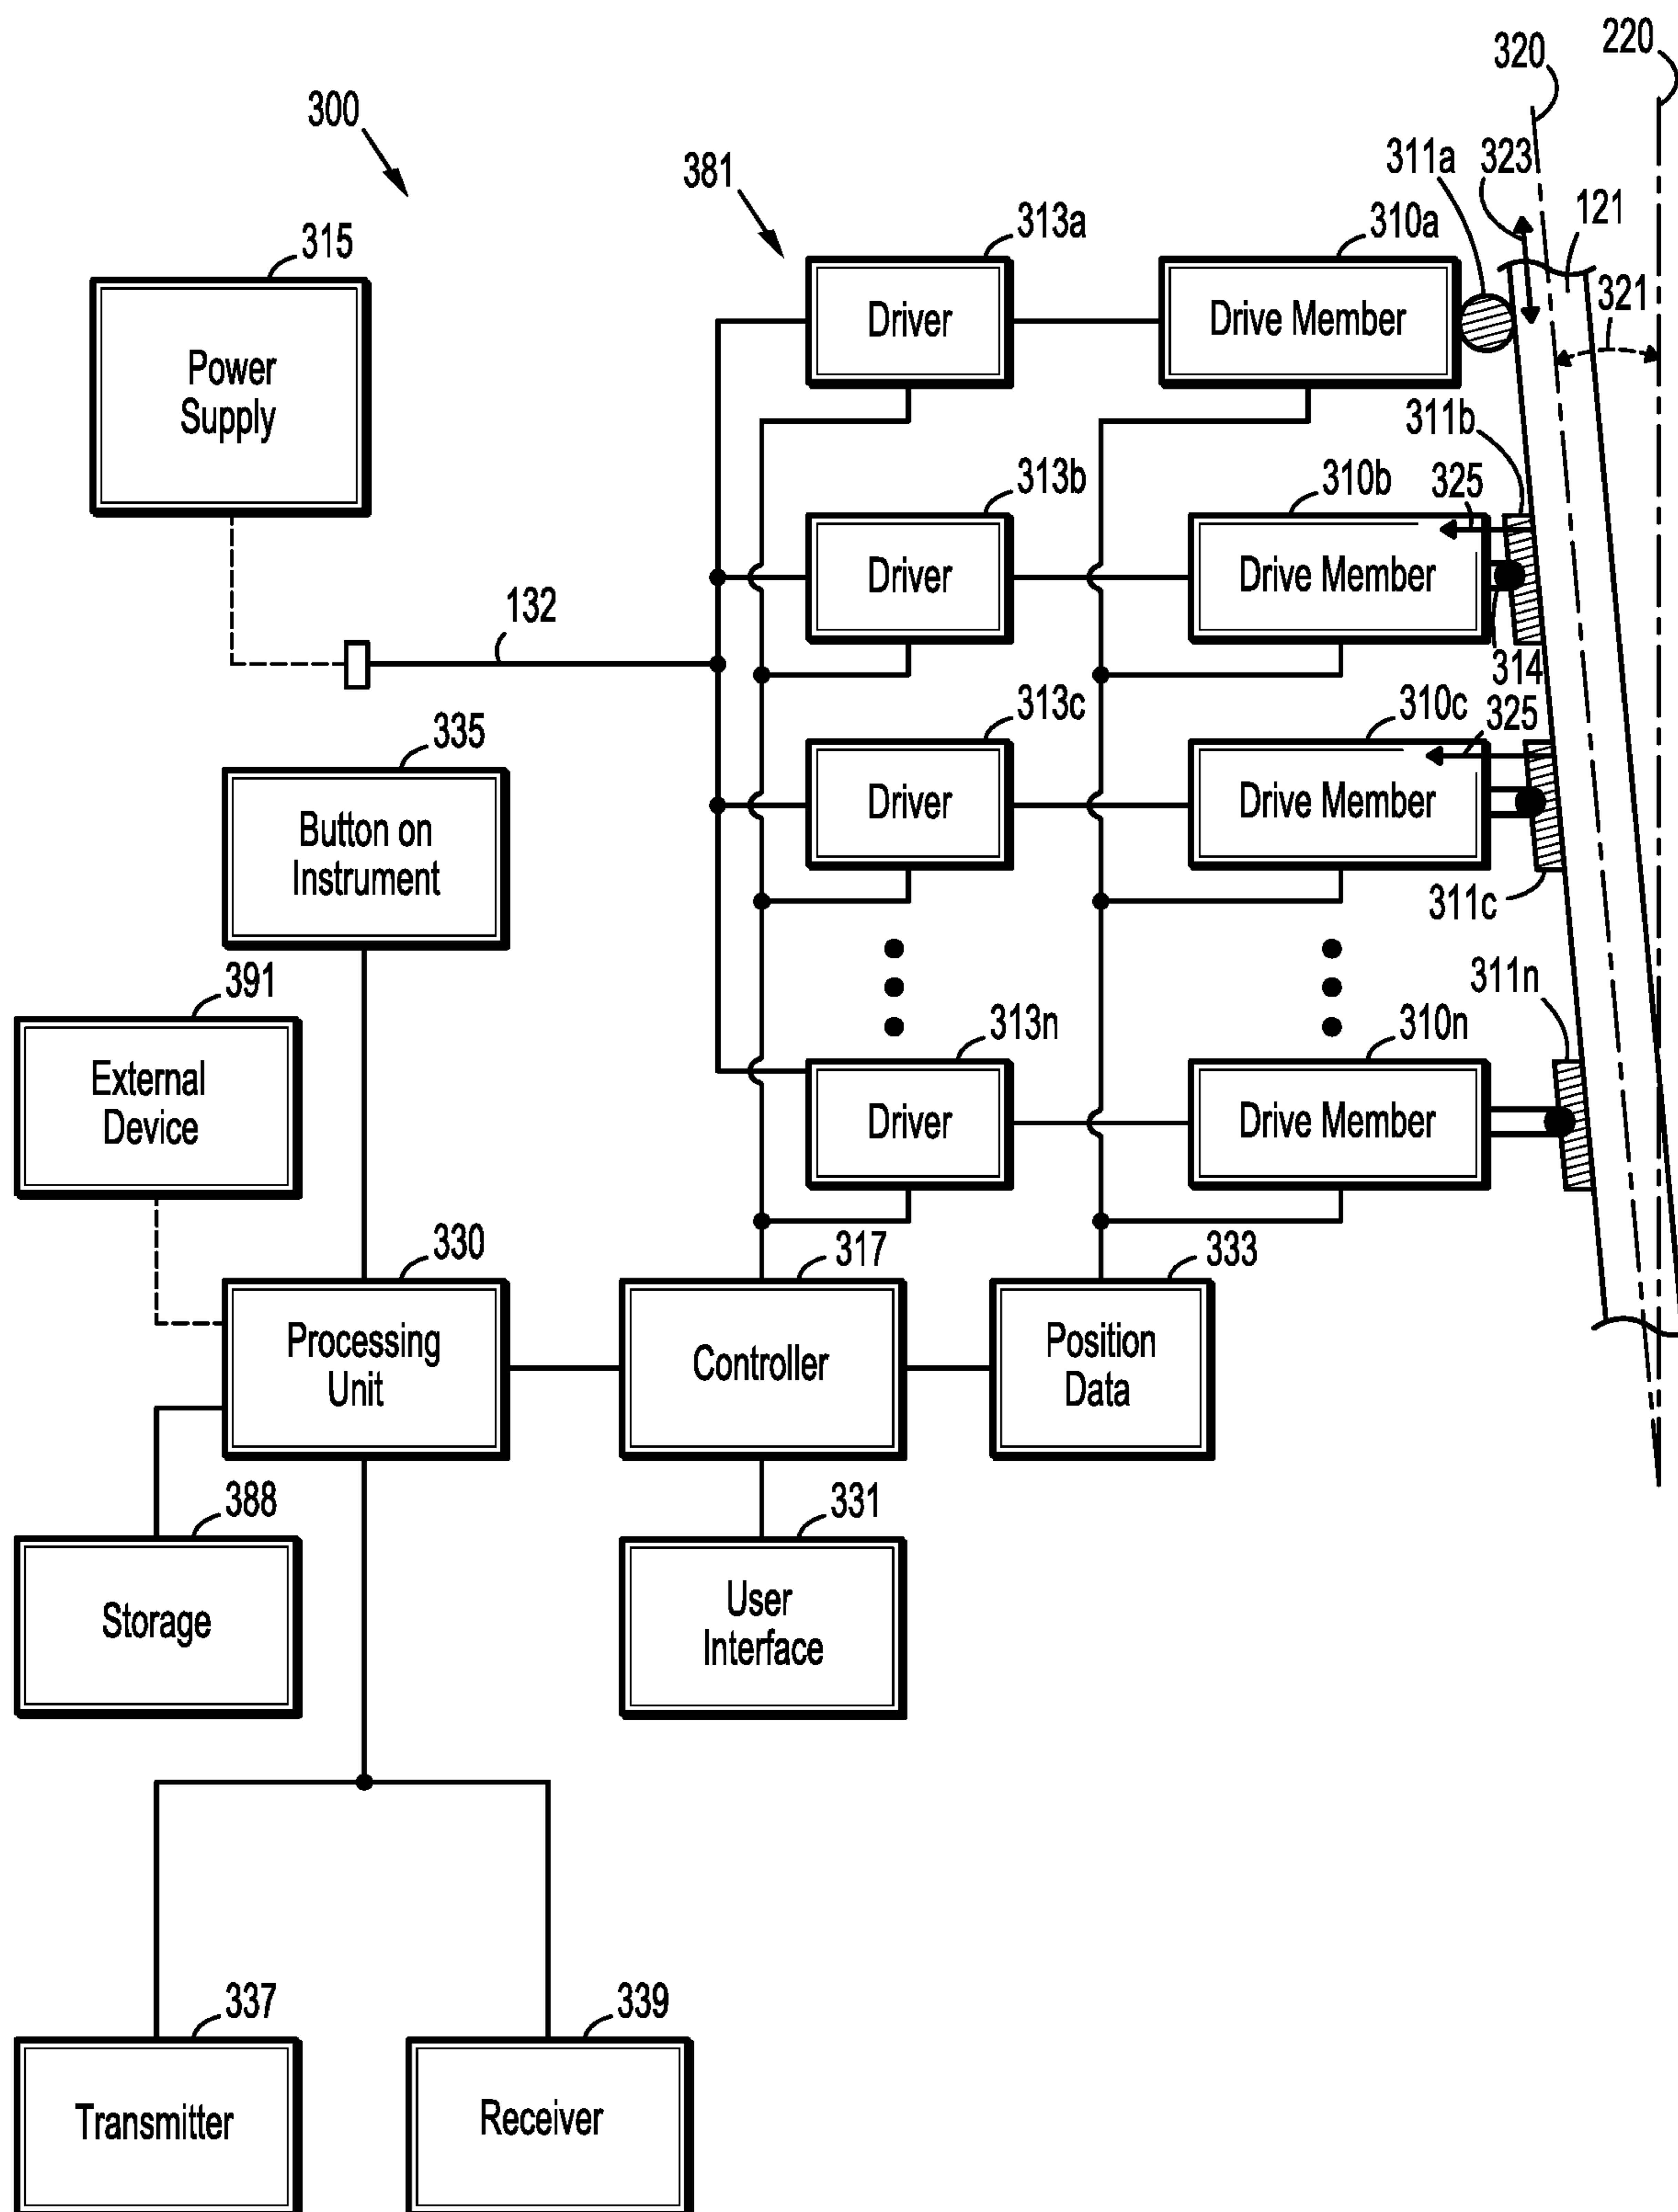 320
220
300
311a
323
381
313a
310a
121
315
321
Driver
Drive Member
Power
Supply
311b
313b
310b
325
Driver
Drive Member
132
314
313c
310c
325
335
Driver
Drive Member
Button on
Instrument
311c
391
311n
313n
310n
External
Device
Driver
Drive Member
330
317
333
Processing
Unit
Controller
Position
Data
388
331
Storage
User
Interface
337
339
Transmitter
Receiver